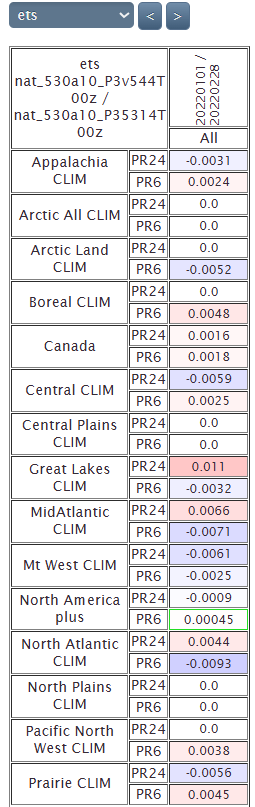 ets
<
>
ets
nat_530a10_P3v544T
00z /
nat_530a10_P35314T
00z
20220101 /
20220228
All
Appalachia
CLIM
PR24 -0.0031
PR6 0.0024
Arctic All CLIM
PR24 0.0
PR6 0.0
Arctic Land
CLIM
PR24 0.0
PR6 -0.0052
Boreal CLIM
PR24 0.0
PR6 0.0048
Canada
PR24 0.0016
PR6 0.0018
Central CLIM
PR24 -0.0059
PR6 0.0025
Central Plains
CLIM
PR24 0.0
PR6 0.0
Great Lakes
CLIM
PR24 0.011
PR6 -0.0032
MidAtlantic
CLIM
PR24 0.0066
PR6 -0.0071
Mt West CLIM
PR24 -0.0061
PR6 -0.0025
North America
plus
PR24 -0.0009
PR6 0.00045
North Atlantic
CLIM
PR24 0.0044
PR6 -0.0093
North Plains
CLIM
PR24 0.0
PR6 0.0
Pacific North
West CLIM
PR24 0.0
PR6 0.0038
Prairie CLIM
PR24 -0.0056
PR6 0.0045